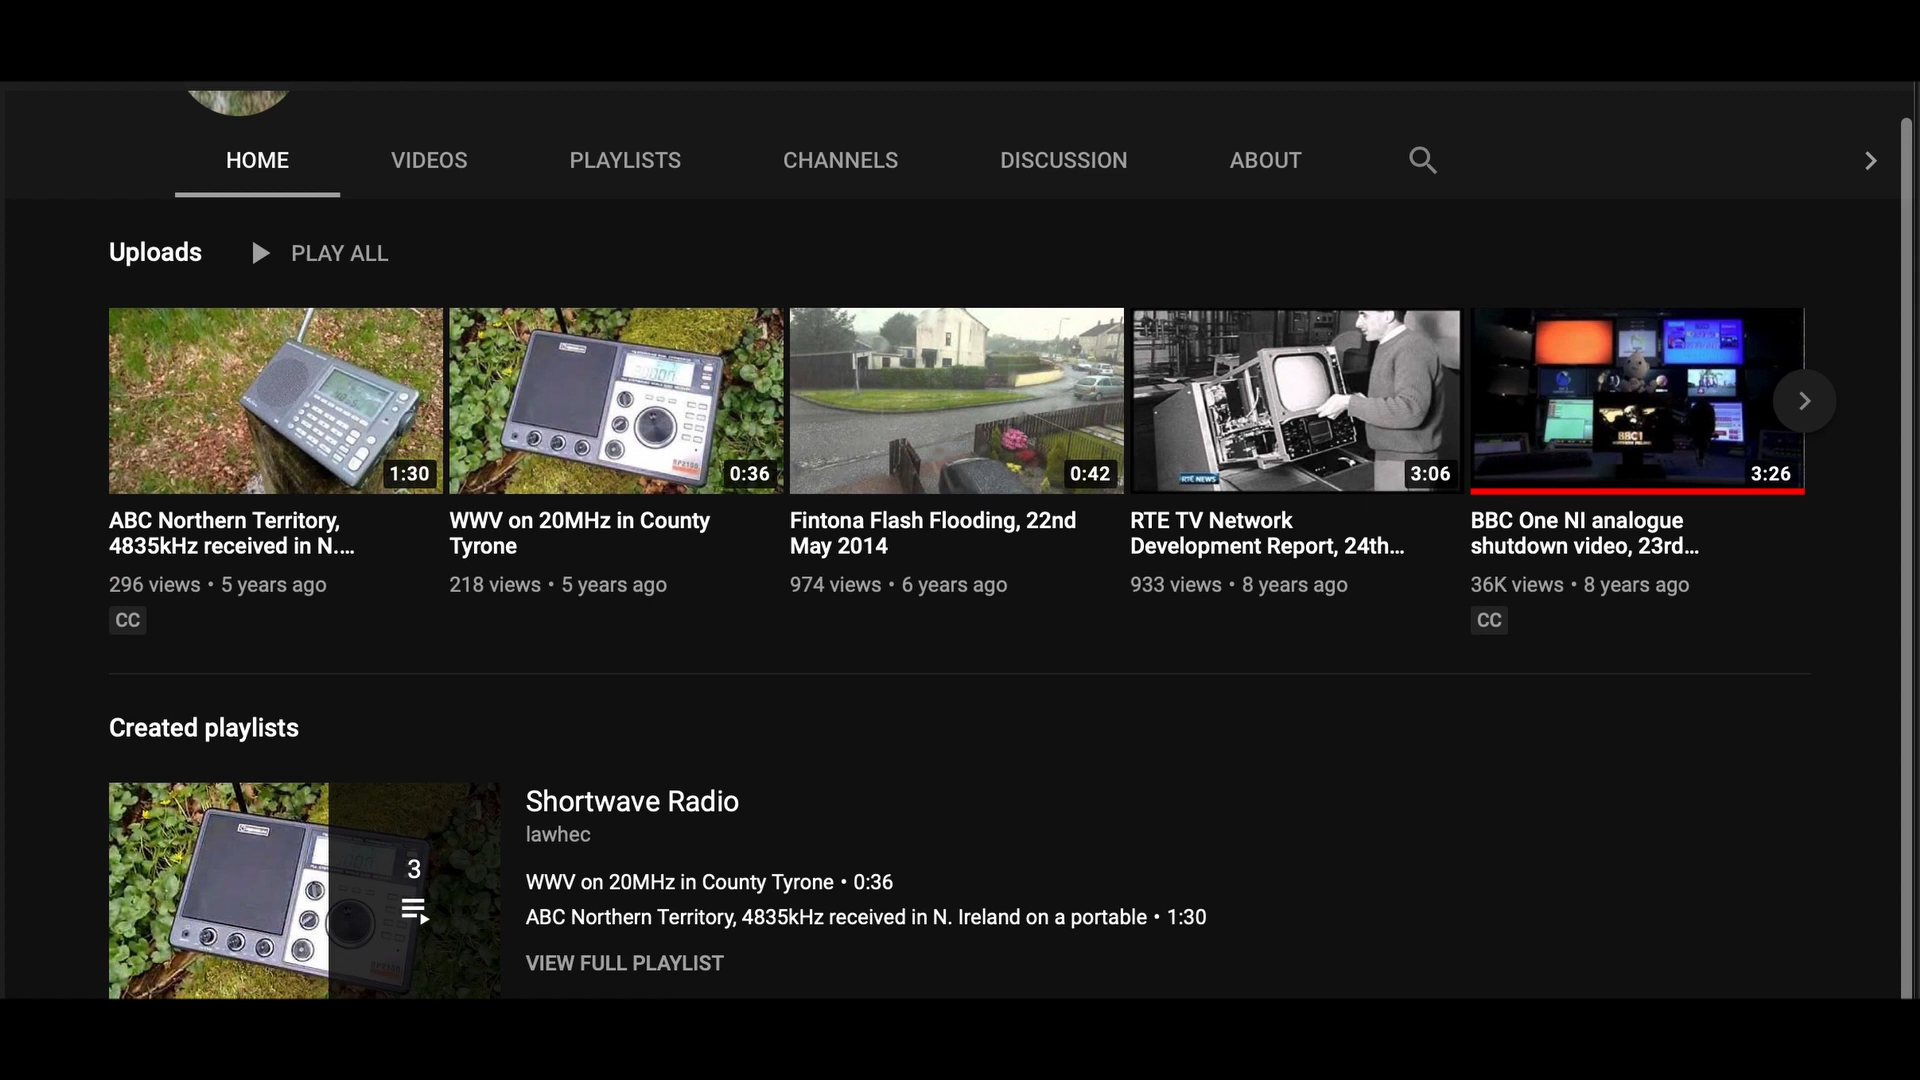 HOME
VIDEOS
PLAYLISTS
CHANNELS
DISCUSSION
ABOUT
Uploads
PLAY ALL
1:30
0:36
0:42
RTÉ NEWS
3:06
BBC1
3:26
ABC Northern Territory,
4835kHz received in N....
296 views • 5 years ago
CC
WWV on 20MHz in County
Tyrone
218 views • 5 years ago
Fintona Flash Flooding, 22nd
May 2014
974 views • 6 years ago
RTE TV Network
Development Report, 24th...
933 views • 8 years ago
BBC One NI analogue
shutdown video, 23rd...
36K views • 8 years ago
CC
Created playlists
3
Shortwave Radio
lawhec
WWV on 20MHz in County Tyrone • 0:36
ABC Northern Territory, 4835kHz received in N. Ireland on a portable • 1:30
VIEW FULL PLAYLIST